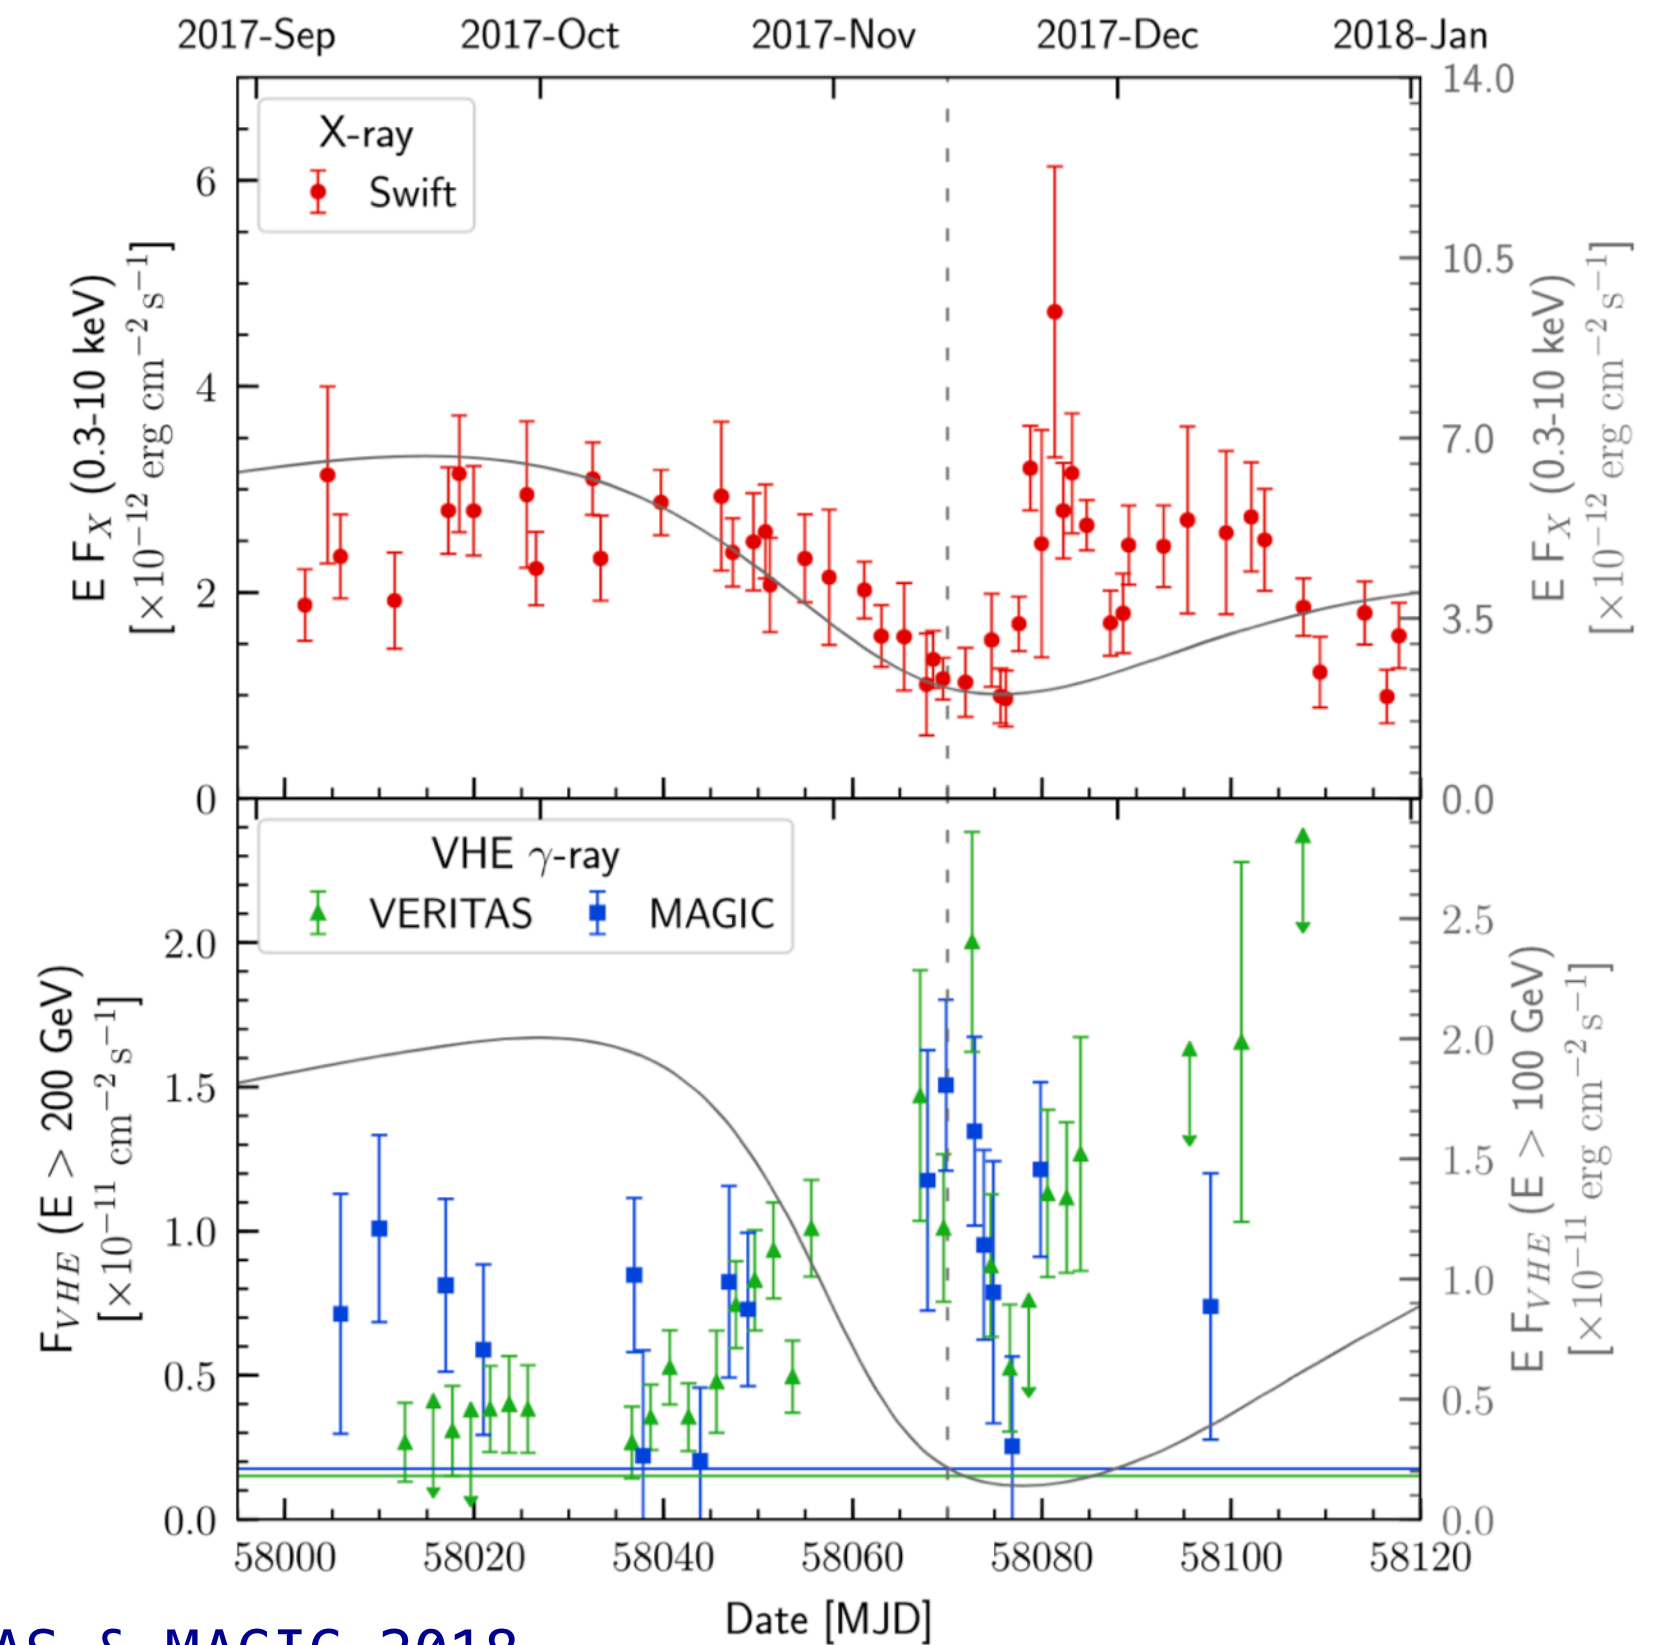 2017-Sep 2017-Oct 2017-Nov 2017-Dec 2018-Jan
X-ray
Swift
6
4
2
0
E F_X (0.3-10 keV)
[×10⁻¹² erg cm⁻² s⁻¹]
14.0
10.5
7.0
3.5
0.0
E F_X (0.3-10 keV)
[×10⁻¹² erg cm⁻² s⁻¹]
VHE γ-ray
VERITAS MAGIC
2.0
1.5
1.0
0.5
0.0
F_VHE (E > 200 GeV)
[×10⁻¹¹ cm⁻² s⁻¹]
2.5
2.0
1.5
1.0
0.5
0.0
E F_VHE (E > 100 GeV)
[×10⁻¹¹ erg cm⁻² s⁻¹]
58000 58020 58040 58060 58080 58100 58120
Date [MJD]
AS & MAGIC 2018